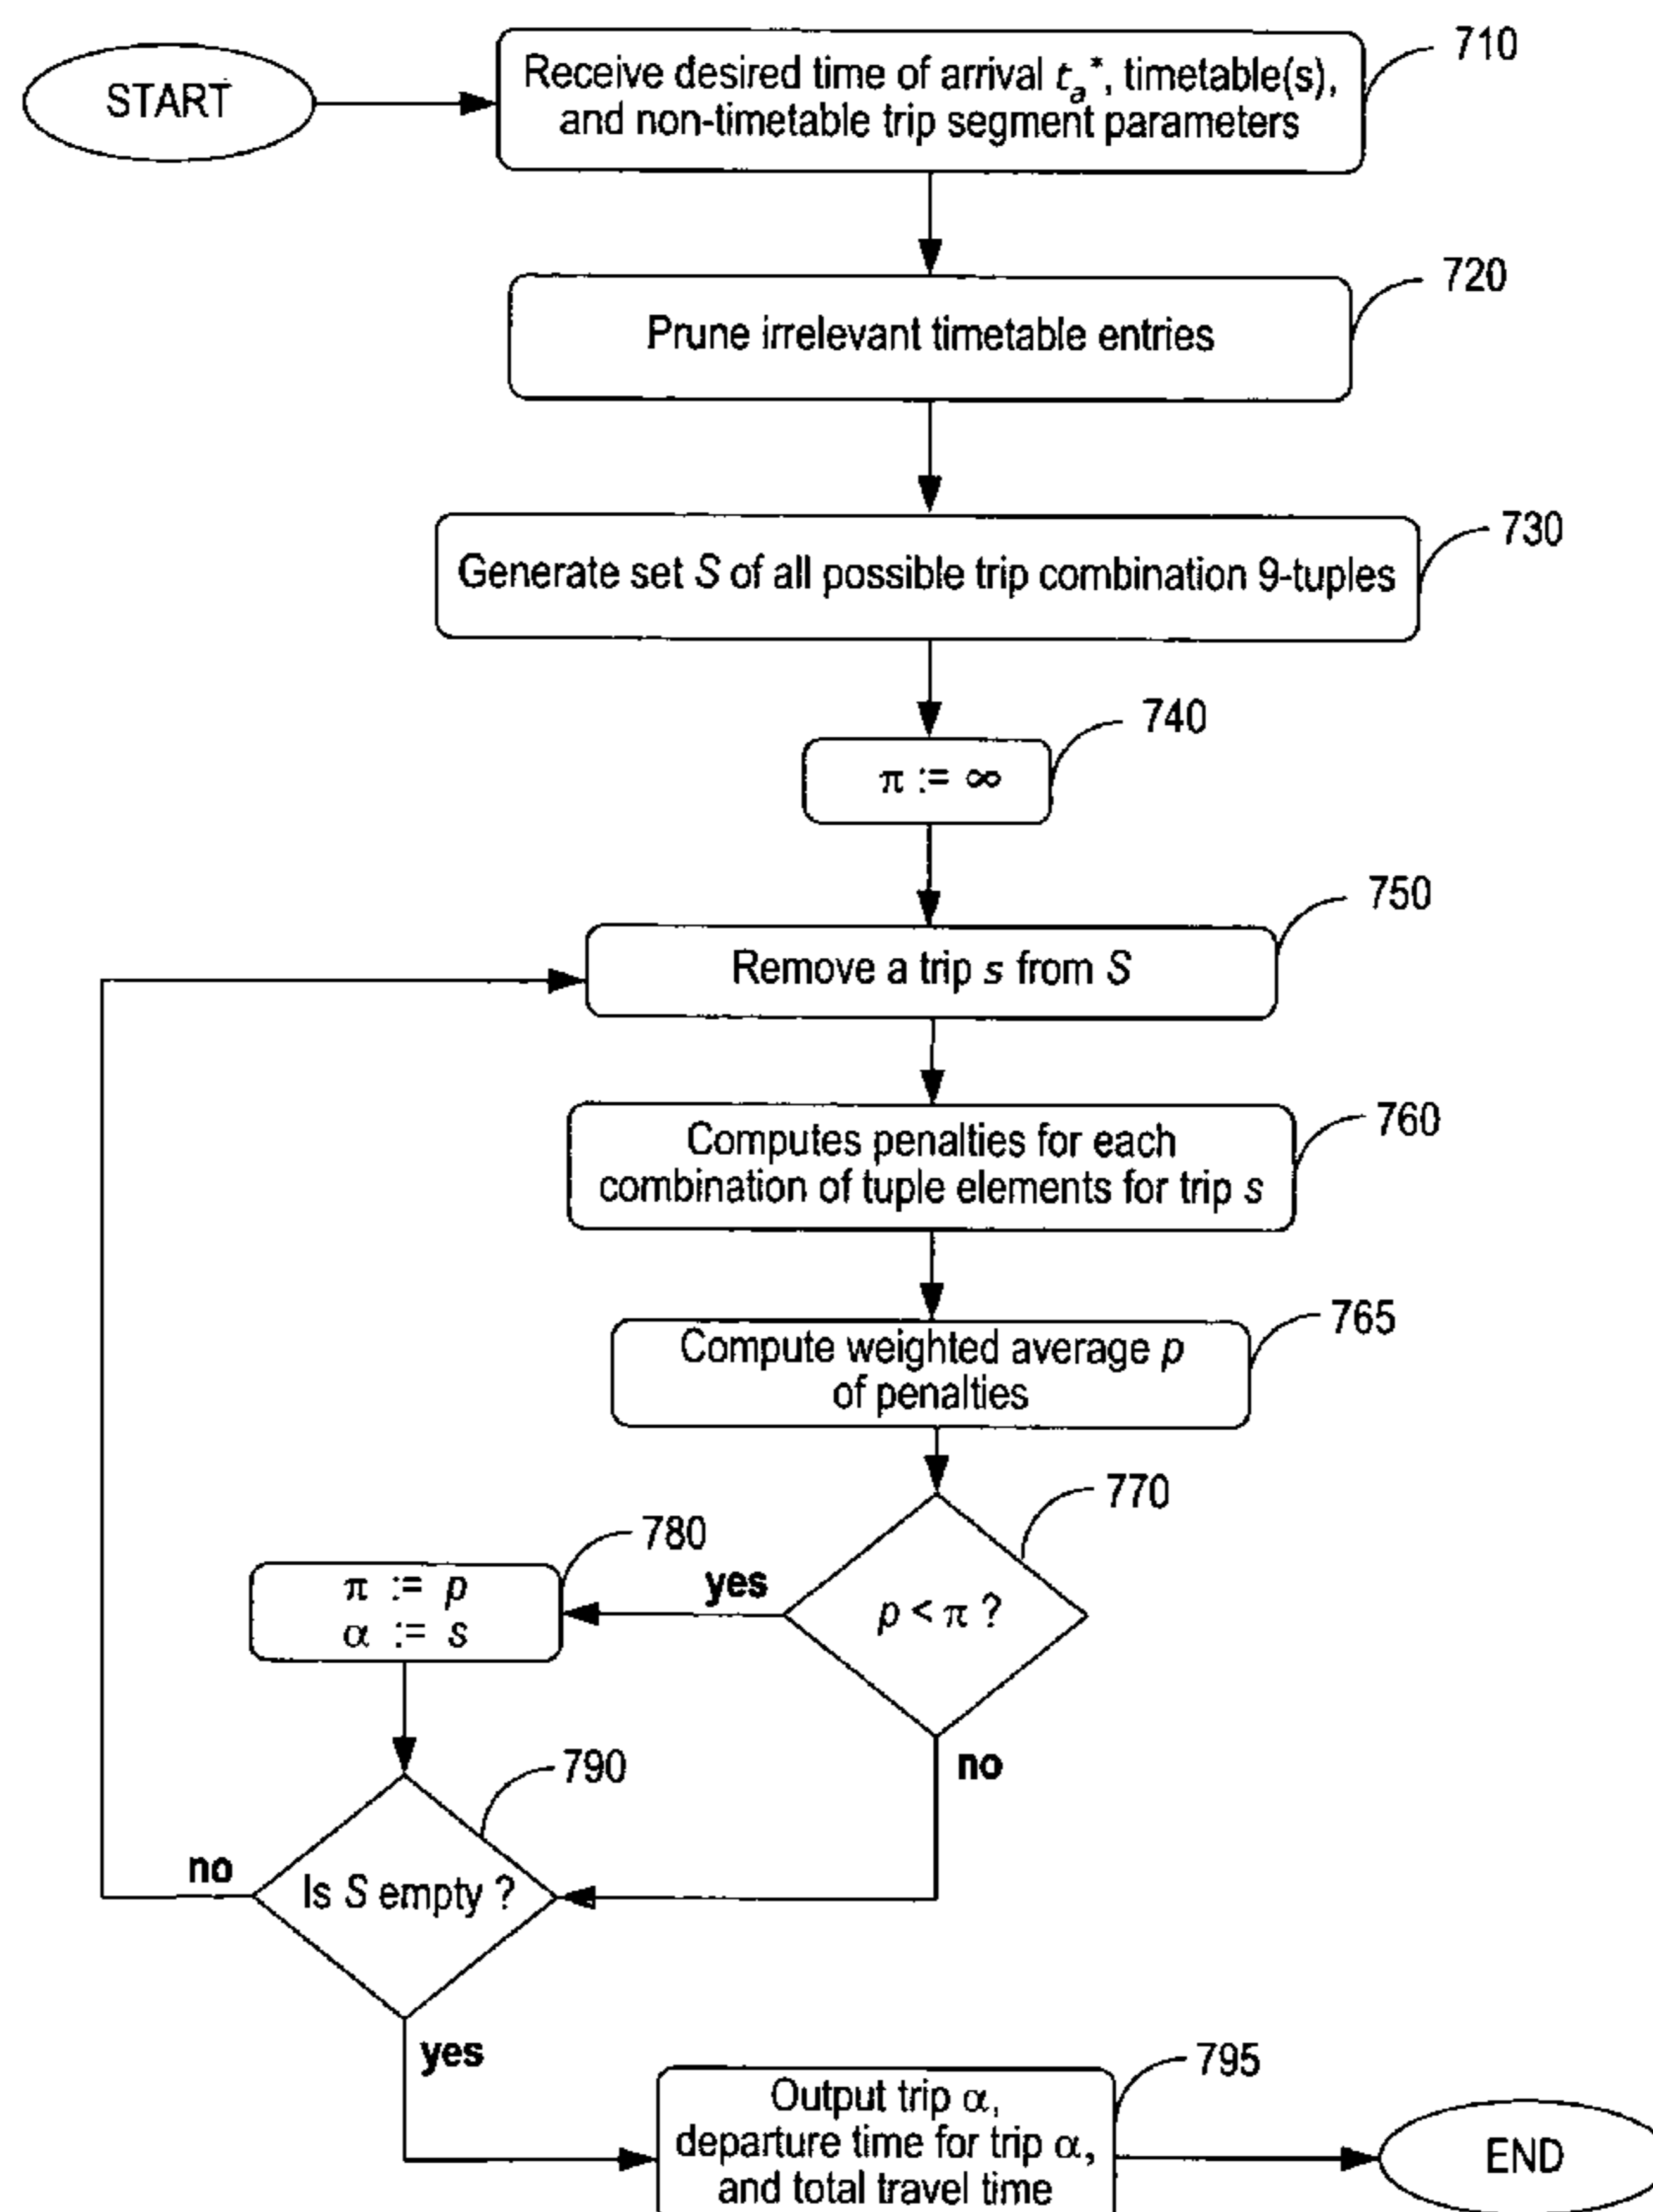 START
Receive desired time of arrival tₐ*, timetable(s),
and non-timetable trip segment parameters
710
Prune irrelevant timetable entries
720
Generate set S of all possible trip combination 9-tuples
730
π := ∞
740
Remove a trip s from S
750
Computes penalties for each
combination of tuple elements for trip s
760
Compute weighted average p
of penalties
765
p < π ?
770
yes
no
π := p
α := s
780
Is S empty ?
790
no
yes
Output trip α,
departure time for trip α,
and total travel time
795
END